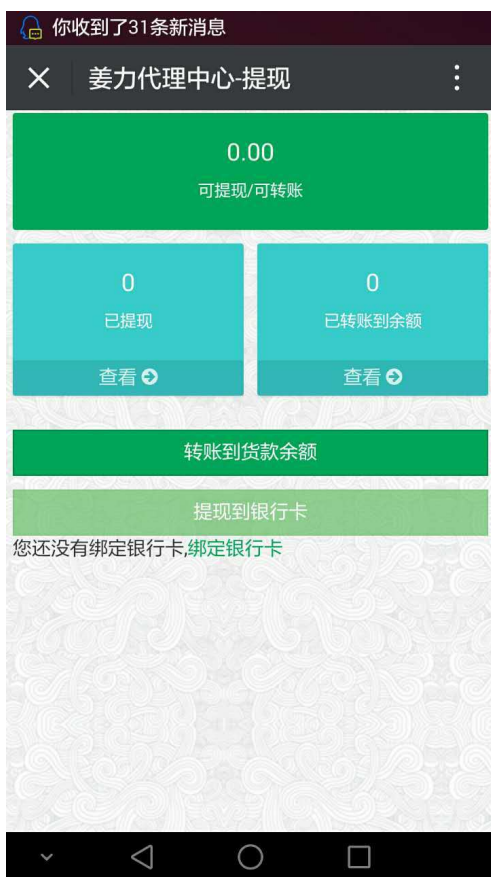 你收到了31条新消息
姜力代理中心-提现
0.00
可提现/可转账
0
已提现
查看
0
已转账到余额
查看
转账到货款余额
提现到银行卡
您还没有绑定银行卡,绑定银行卡